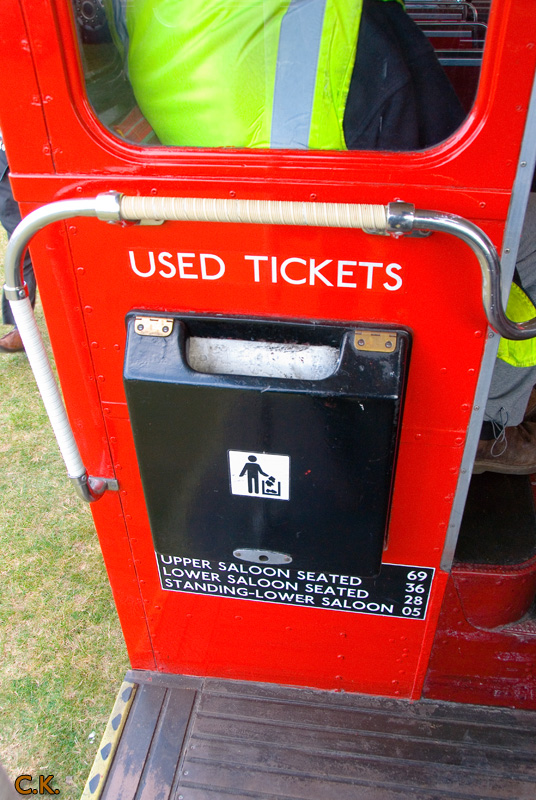 USED TICKETS
69
UPPER SALOON SEATED 36
LOWER SALOON SEATED 28
STANDING-LOWER SALOON 05
C.K.